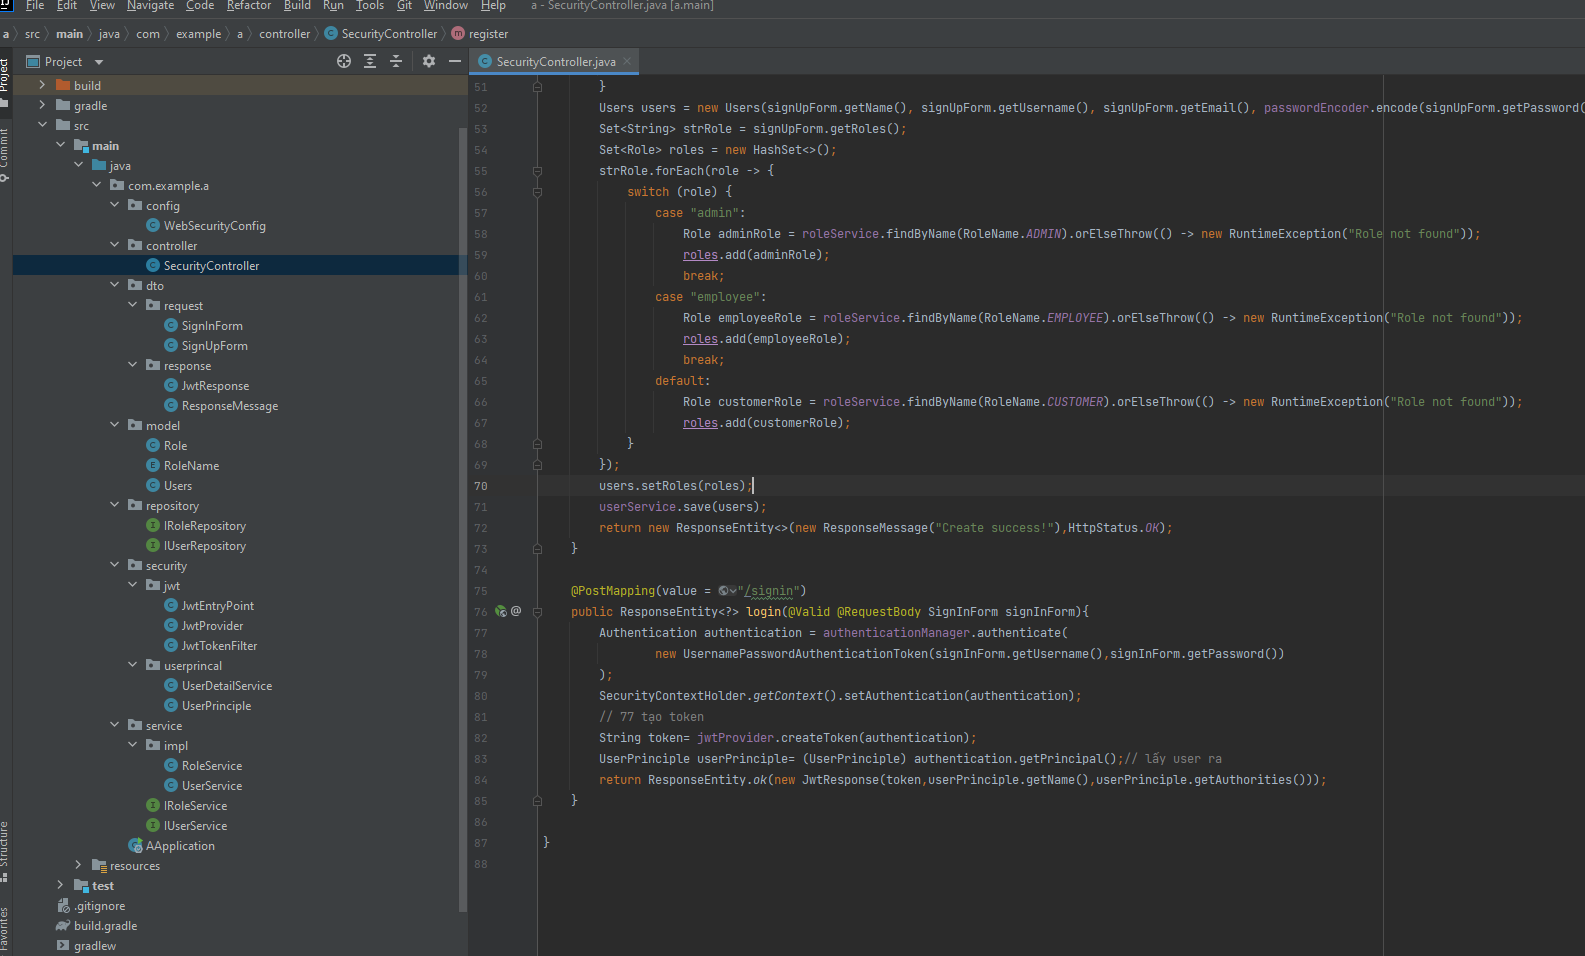 File Edit View Navigate Code Refactor Build Run Tools Git Window Help a - SecurityController.java [a.main]
a src main java com example a controller SecurityController register
Project
SecurityController.java
Project
Commit
Structure
Favorites
build
gradle
src
main
java
com.example.a
config
WebSecurityConfig
controller
SecurityController
dto
request
SignInForm
SignUpForm
response
JwtResponse
ResponseMessage
model
Role
RoleName
Users
repository
IRoleRepository
IUserRepository
security
jwt
JwtEntryPoint
JwtProvider
JwtTokenFilter
userprincal
UserDetailService
UserPrinciple
service
impl
RoleService
UserService
IRoleService
IUserService
AApplication
resources
test
.gitignore
build.gradle
gradlew
51 }
52 Users users = new Users(signUpForm.getName(), signUpForm.getUsername(), signUpForm.getEmail(), passwordEncoder.encode(signUpForm.getPassword(
53 Set<String> strRole = signUpForm.getRoles();
54 Set<Role> roles = new HashSet<>();
55 strRole.forEach(role -> {
56 switch (role) {
57 case "admin":
58 Role adminRole = roleService.findByName(RoleName.ADMIN).orElseThrow(() -> new RuntimeException("Role not found"));
59 roles.add(adminRole);
60 break;
61 case "employee":
62 Role employeeRole = roleService.findByName(RoleName.EMPLOYEE).orElseThrow(() -> new RuntimeException("Role not found"));
63 roles.add(employeeRole);
64 break;
65 default:
66 Role customerRole = roleService.findByName(RoleName.CUSTOMER).orElseThrow(() -> new RuntimeException("Role not found"));
67 roles.add(customerRole);
68 }
69 });
70 users.setRoles(roles);
71 userService.save(users);
72 return new ResponseEntity<>(new ResponseMessage("Create success!"),HttpStatus.OK);
73 }
74
75 @PostMapping(value = "/signin")
76 @ public ResponseEntity<?> login(@Valid @RequestBody SignInForm signInForm){
77 Authentication authentication = authenticationManager.authenticate(
78 new UsernamePasswordAuthenticationToken(signInForm.getUsername(),signInForm.getPassword())
79 );
80 SecurityContextHolder.getContext().setAuthentication(authentication);
81 // 77 tạo token
82 String token= jwtProvider.createToken(authentication);
83 UserPrinciple userPrinciple= (UserPrinciple) authentication.getPrincipal();// lấy user ra
84 return ResponseEntity.ok(new JwtResponse(token,userPrinciple.getName(),userPrinciple.getAuthorities()));
85 }
86
87 }
88